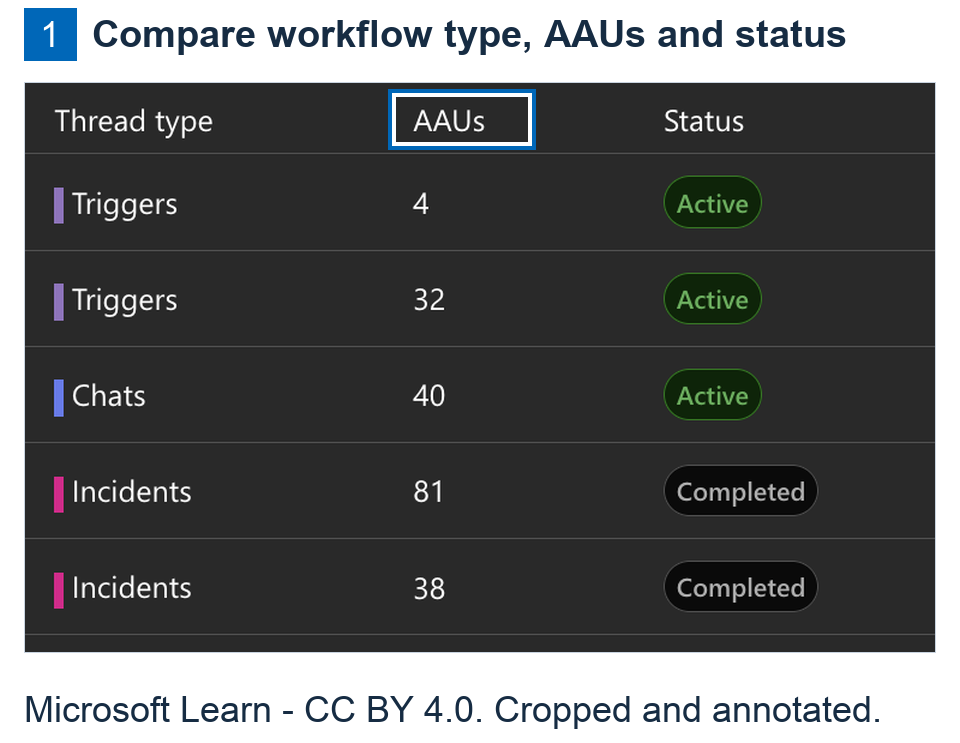 1 Compare workflow type, AAUs and status
Thread type AAUs Status
Triggers 4 Active
Triggers 32 Active
Chats 40 Active
Incidents 81 Completed
Incidents 38 Completed
Microsoft Learn - CC BY 4.0. Cropped and annotated.